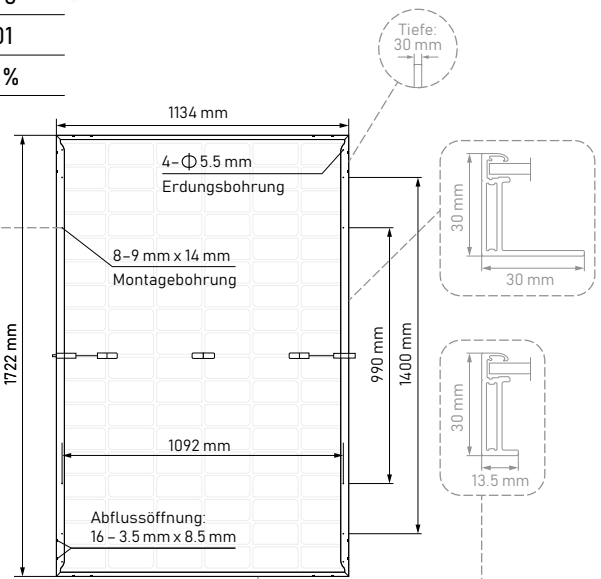 01
%
Tiefe:
30 mm
1134 mm
4-Φ 5.5 mm
Erdungsbohrung
8–9 mm x 14 mm
Montagebohrung
30 mm
30 mm
1722 mm
990 mm
1400 mm
30 mm
13.5 mm
1092 mm
Abflussöffnung:
16 – 3.5 mm x 8.5 mm